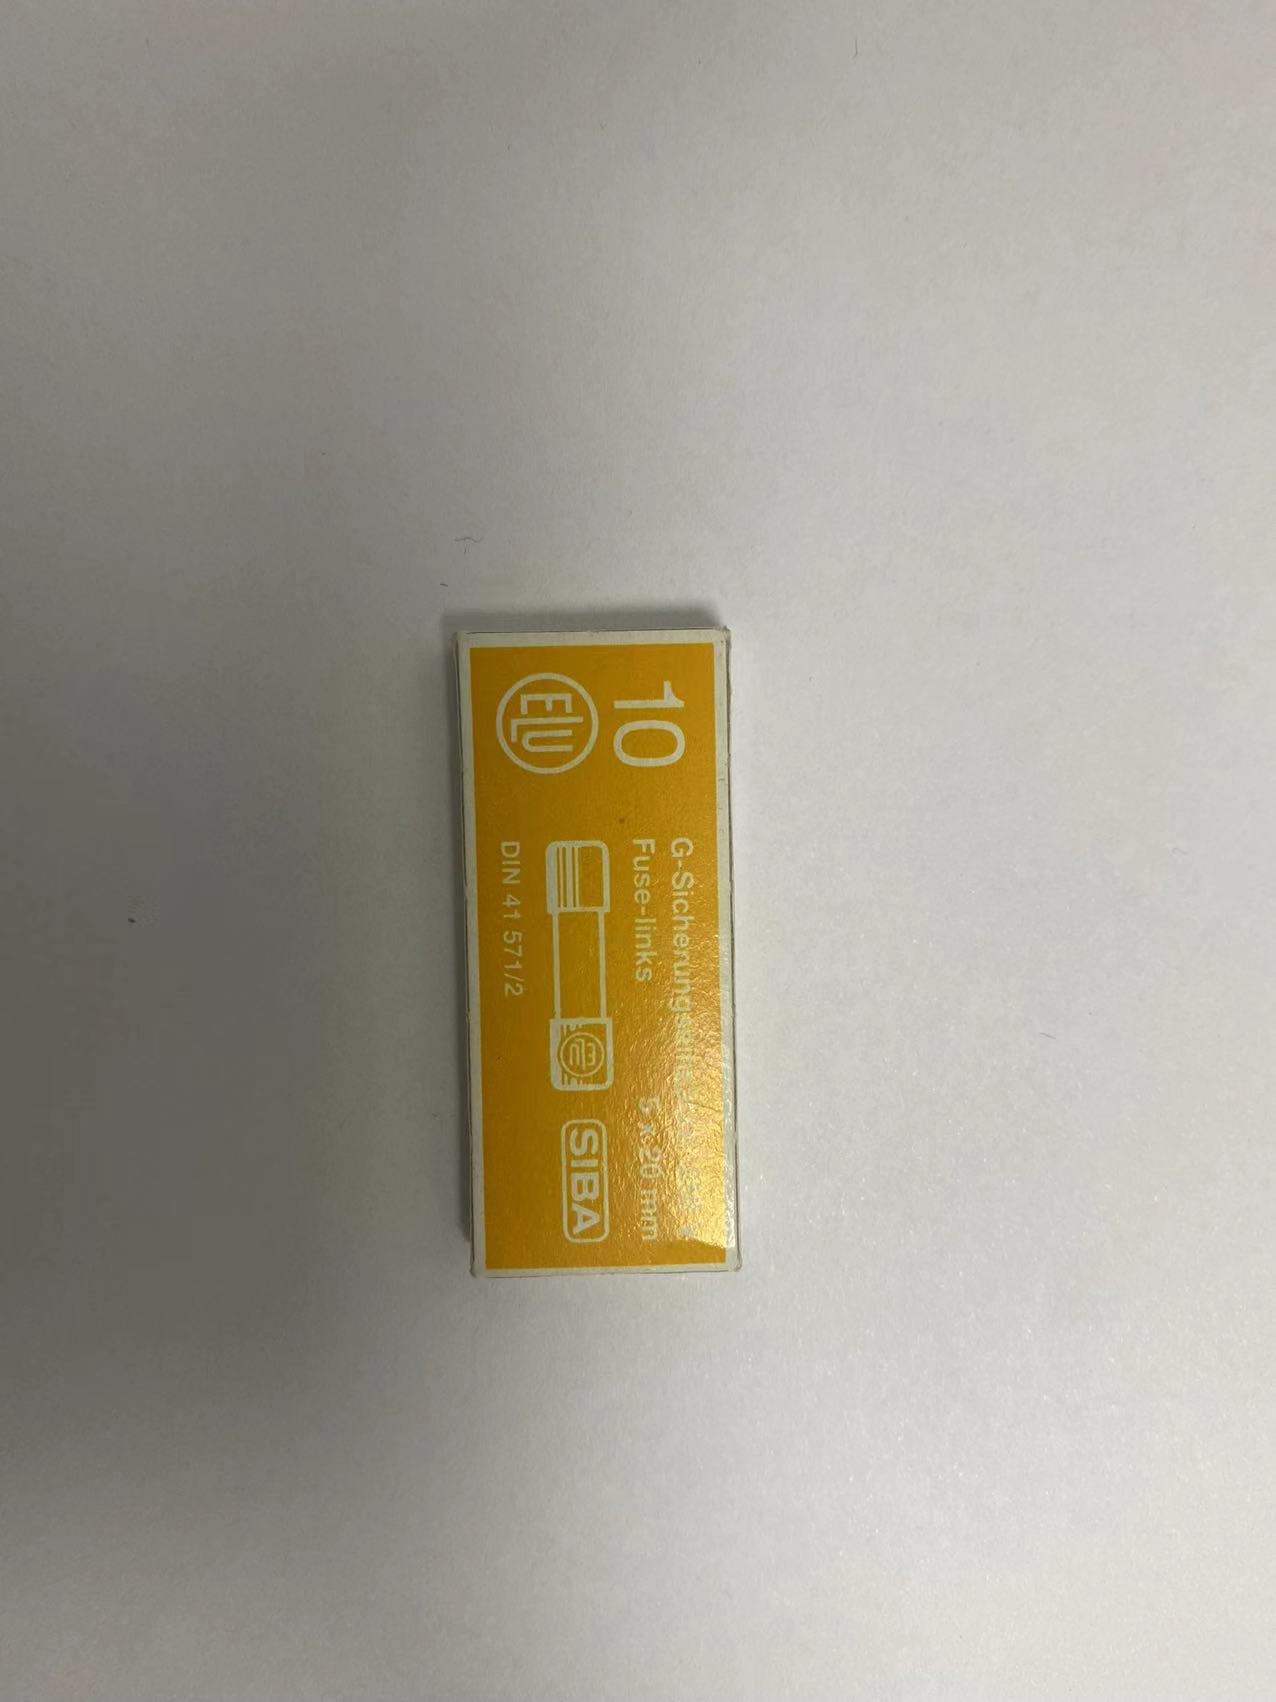 10
G-Sicherungseinsätze
Fuse-links 5 x 20 mm
ELU
SIBA
DIN 41 571/2